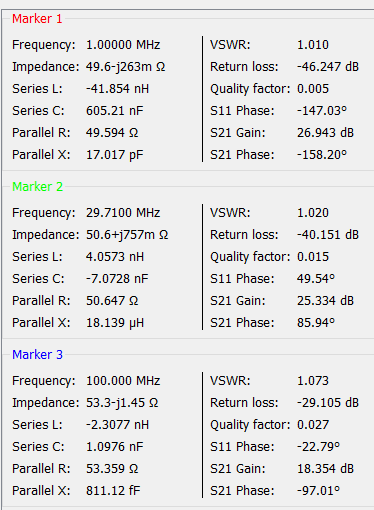 Marker 1
Frequency: 1.00000 MHz VSWR: 1.010
Impedance: 49.6-j263m Ω Return loss: -46.247 dB
Series L: -41.854 nH Quality factor: 0.005
Series C: 605.21 nF S11 Phase: -147.03°
Parallel R: 49.594 Ω S21 Gain: 26.943 dB
Parallel X: 17.017 pF S21 Phase: -158.20°
Marker 2
Frequency: 29.7100 MHz VSWR: 1.020
Impedance: 50.6+j757m Ω Return loss: -40.151 dB
Series L: 4.0573 nH Quality factor: 0.015
Series C: -7.0728 nF S11 Phase: 49.54°
Parallel R: 50.647 Ω S21 Gain: 25.334 dB
Parallel X: 18.139 μH S21 Phase: 85.94°
Marker 3
Frequency: 100.000 MHz VSWR: 1.073
Impedance: 53.3-j1.45 Ω Return loss: -29.105 dB
Series L: -2.3077 nH Quality factor: 0.027
Series C: 1.0976 nF S11 Phase: -22.79°
Parallel R: 53.359 Ω S21 Gain: 18.354 dB
Parallel X: 811.12 fF S21 Phase: -97.01°